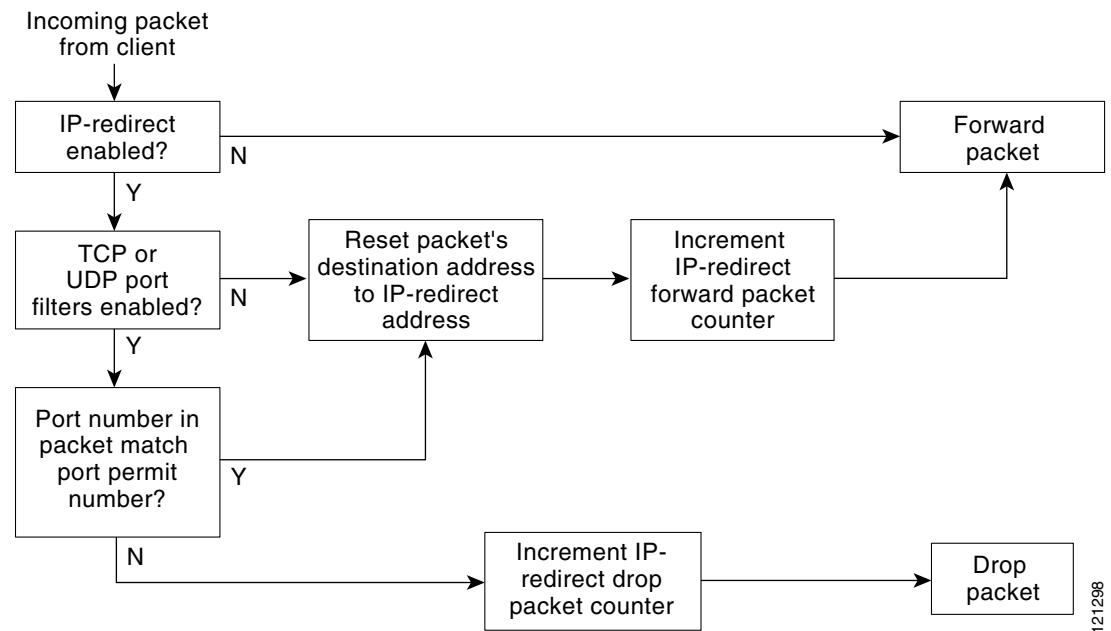 Incoming packet
from client
IP-redirect
enabled?
N
Forward
packet
Y
TCP or
UDP port
filters enabled?
N
Reset packet's
destination address
to IP-redirect
address
Increment
IP-redirect
forward packet
counter
Y
Port number in
packet match
port permit
number?
Y
N
Increment IP-
redirect drop
packet counter
Drop
packet
121298